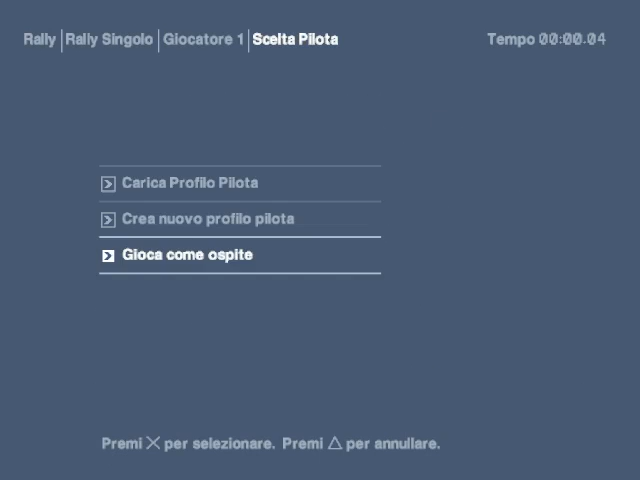 Rally | Rally Singolo | Giocatore 1 | Scelta Pilota Tempo 00:00.04
Carica Profilo Pilota
Crea nuovo profilo pilota
Gioca come ospite
Premi X per selezionare. Premi △ per annullare.